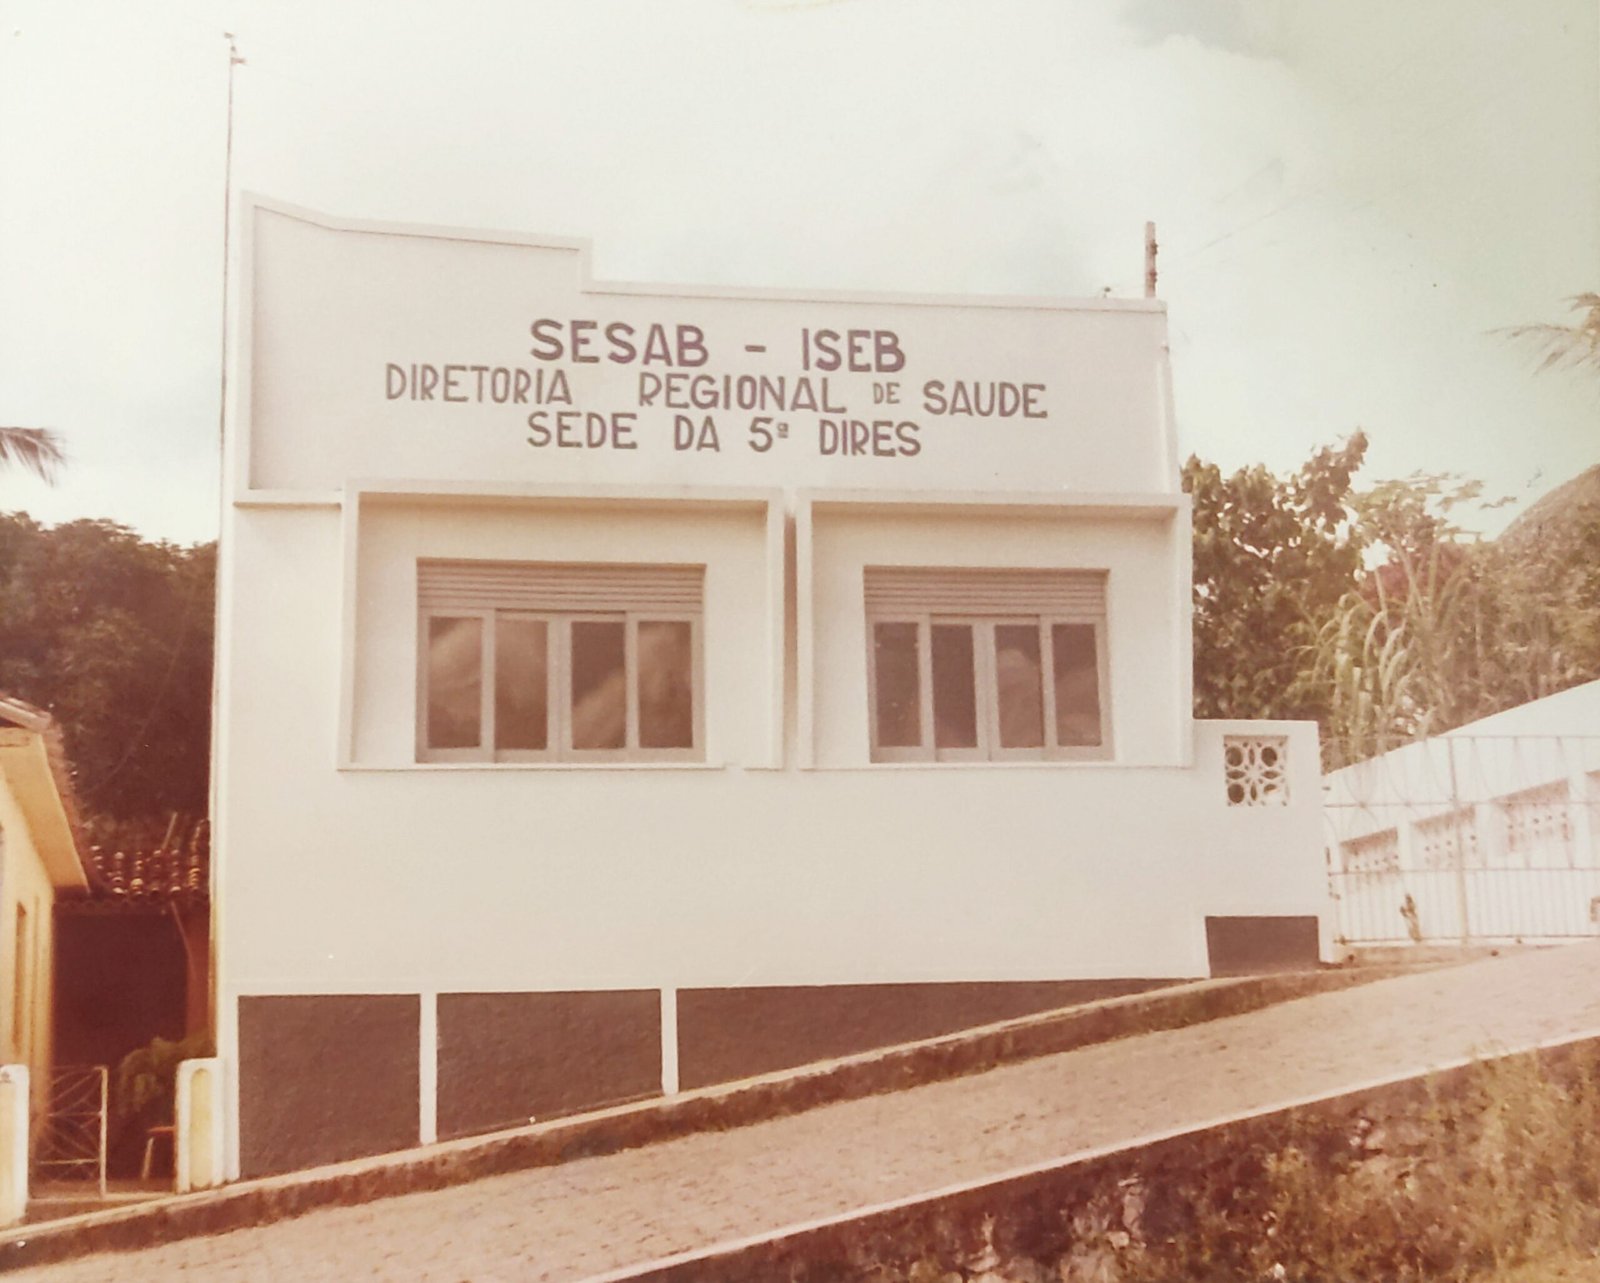 SESAB - ISEB
DIRETORIA REGIONAL DE SAUDE
SEDE DA 5ª DIRES